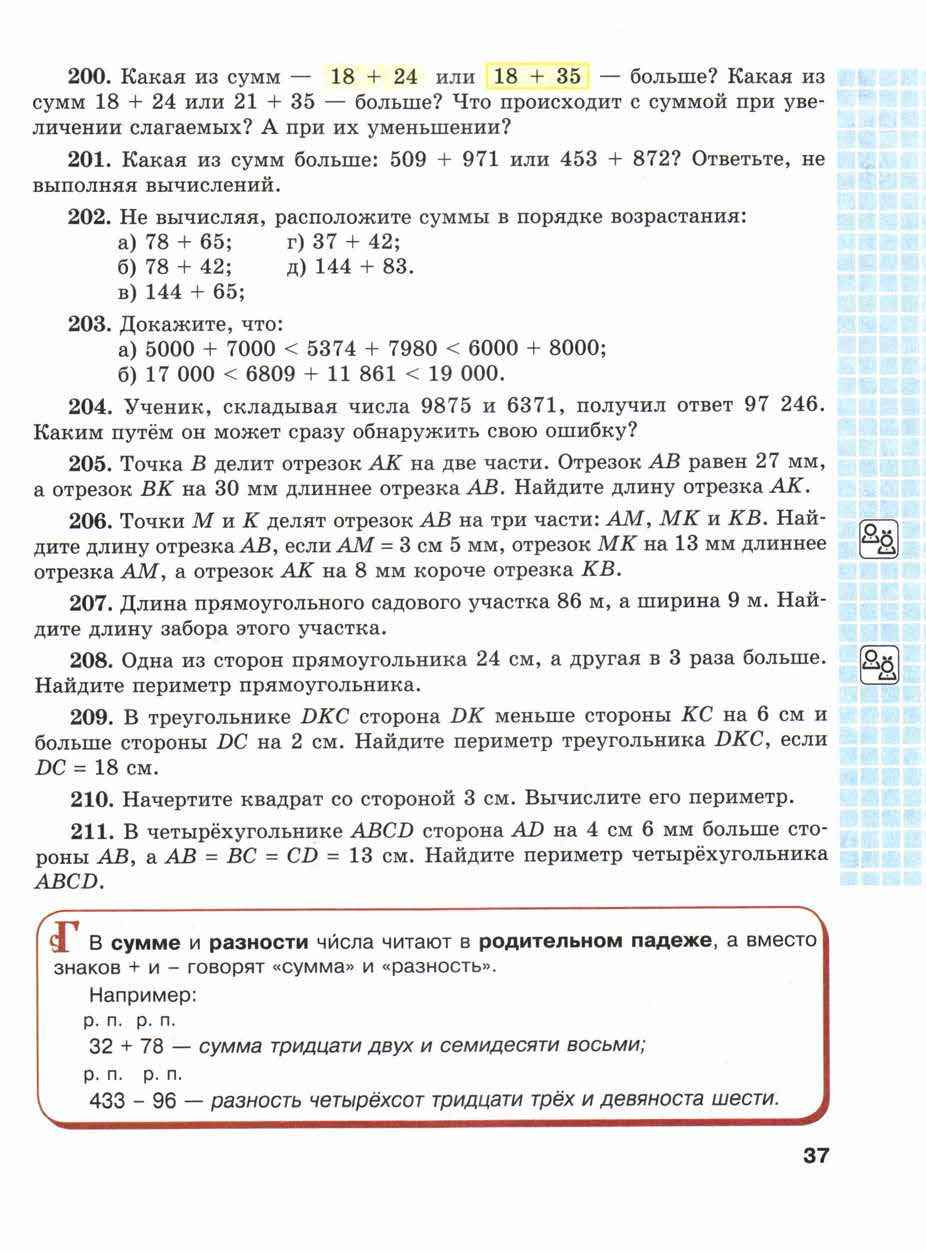 200. Какая из сумм — 18 + 24 или 18 + 35 — больше? Какая из
сумм 18 + 24 или 21 + 35 — больше? Что происходит с суммой при уве-
личении слагаемых? А при их уменьшении?
201. Какая из сумм больше: 509 + 971 или 453 + 872? Ответьте, не
выполняя вычислений.
202. Не вычисляя, расположите суммы в порядке возрастания:
а) 78 + 65; г) 37 + 42;
б) 78 + 42; д) 144 + 83.
в) 144 + 65;
203. Докажите, что:
а) 5000 + 7000 < 5374 + 7980 < 6000 + 8000;
б) 17 000 < 6809 + 11 861 < 19 000.
204. Ученик, складывая числа 9875 и 6371, получил ответ 97 246.
Каким путём он может сразу обнаружить свою ошибку?
205. Точка B делит отрезок AK на две части. Отрезок AB равен 27 мм,
а отрезок BK на 30 мм длиннее отрезка AB. Найдите длину отрезка AK.
206. Точки M и K делят отрезок AB на три части: AM, MK и KB. Най-
дите длину отрезка AB, если AM = 3 см 5 мм, отрезок MK на 13 мм длиннее
отрезка AM, а отрезок AK на 8 мм короче отрезка KB.
207. Длина прямоугольного садового участка 86 м, а ширина 9 м. Най-
дите длину забора этого участка.
208. Одна из сторон прямоугольника 24 см, а другая в 3 раза больше.
Найдите периметр прямоугольника.
209. В треугольнике DKC сторона DK меньше стороны KC на 6 см и
больше стороны DC на 2 см. Найдите периметр треугольника DKC, если
DC = 18 см.
210. Начертите квадрат со стороной 3 см. Вычислите его периметр.
211. В четырёхугольнике ABCD сторона AD на 4 см 6 мм больше сто-
роны AB, а AB = BC = CD = 13 см. Найдите периметр четырёхугольника
ABCD.
Г В сумме и разности чи́сла читают в родительном падеже, а вместо
знаков + и – говорят «сумма» и «разность».
Например:
р. п. р. п.
32 + 78 — сумма тридцати двух и семидесяти восьми;
р. п. р. п.
433 – 96 — разность четырёхсот тридцати трёх и девяноста шести.
37